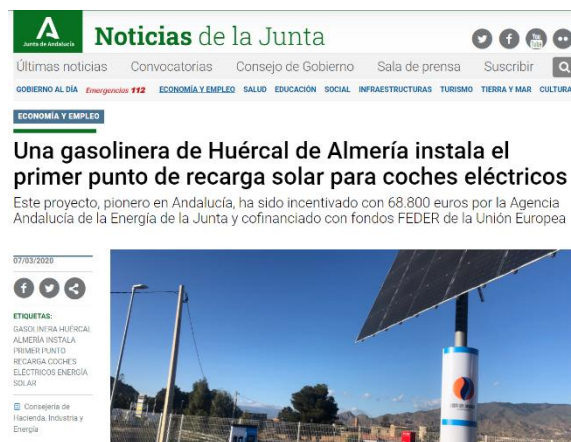 Junta de Andalucía
Noticias de la Junta
Últimas noticias Convocatorias Consejo de Gobierno Sala de prensa Suscribir
GOBIERNO AL DÍA Emergencias 112 ECONOMÍA Y EMPLEO SALUD EDUCACIÓN SOCIAL INFRAESTRUCTURAS TURISMO TIERRA Y MAR CULTURA
ECONOMÍA Y EMPLEO
Una gasolinera de Huércal de Almería instala el
primer punto de recarga solar para coches eléctricos
Este proyecto, pionero en Andalucía, ha sido incentivado con 68.800 euros por la Agencia
Andalucía de la Energía de la Junta y cofinanciado con fondos FEDER de la Unión Europea
07/03/2020
ETIQUETAS:
GASOLINERA HUÉRCAL
ALMERÍA INSTALA
PRIMER PUNTO
RECARGA COCHES
ELÉCTRICOS ENERGÍA
SOLAR
Consejería de
Hacienda, Industria y
Energía